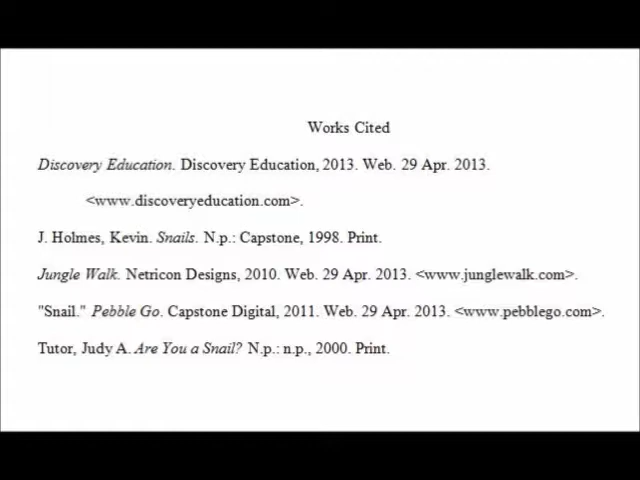 Works Cited
Discovery Education. Discovery Education, 2013. Web. 29 Apr. 2013.
<www.discoveryeducation.com>.
J. Holmes, Kevin. Snails. N.p.: Capstone, 1998. Print.
Jungle Walk. Netricon Designs, 2010. Web. 29 Apr. 2013. <www.junglewalk.com>.
"Snail." Pebble Go. Capstone Digital, 2011. Web. 29 Apr. 2013. <www.pebblego.com>.
Tutor, Judy A. Are You a Snail? N.p.: n.p., 2000. Print.